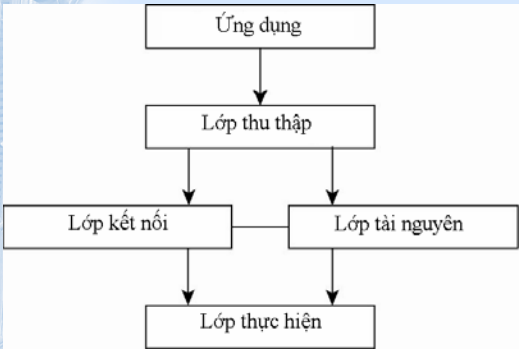 Ứng dụng
Lớp thu thập
Lớp kết nối
Lớp tài nguyên
Lớp thực hiện